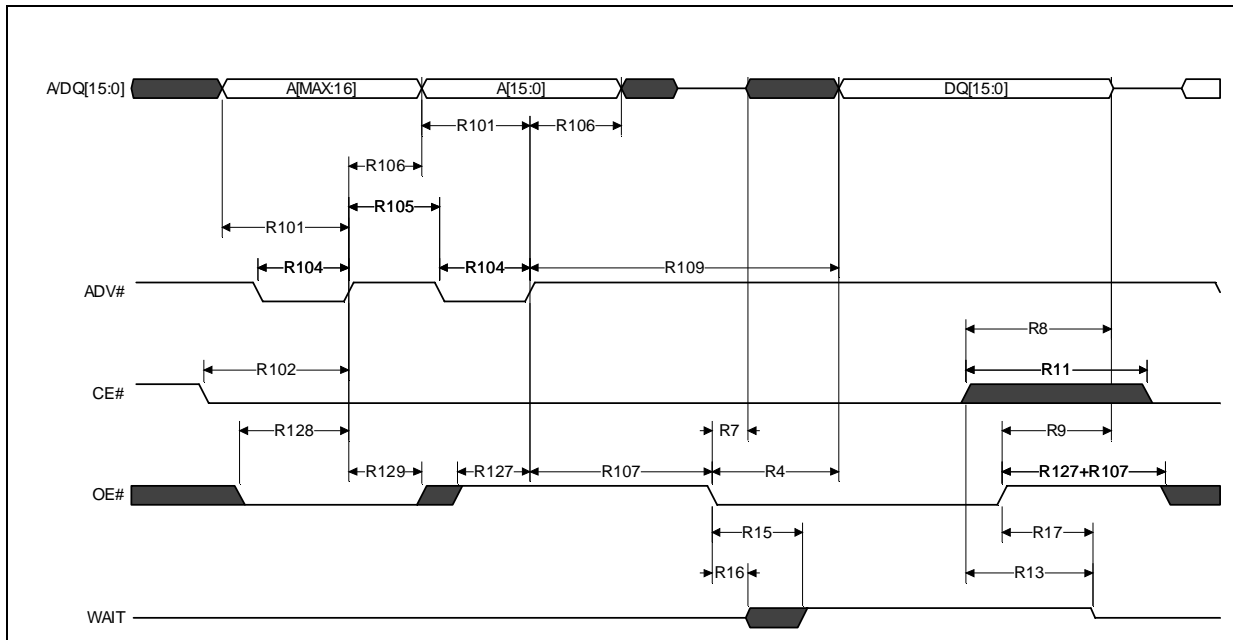 A/DQ[15:0] A[MAX:16] A[15:0] DQ[15:0]
R101 R106
R106
R105
R101
R104 R104 R109
ADV#
R8
R102 R11
CE#
R128 R7 R9
R129 R127 R107 R4 R127+R107
OE#
R15 R17
R16 R13
WAIT